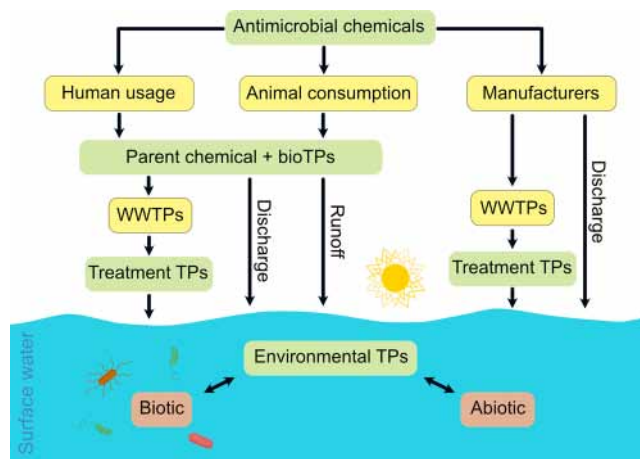 Antimicrobial chemicals
Human usage
Animal consumption
Manufacturers
Parent chemical + bioTPs
WWTPs
Discharge
Runoff
WWTPs
Discharge
Treatment TPs
Treatment TPs
Surface water
Environmental TPs
Biotic
Abiotic